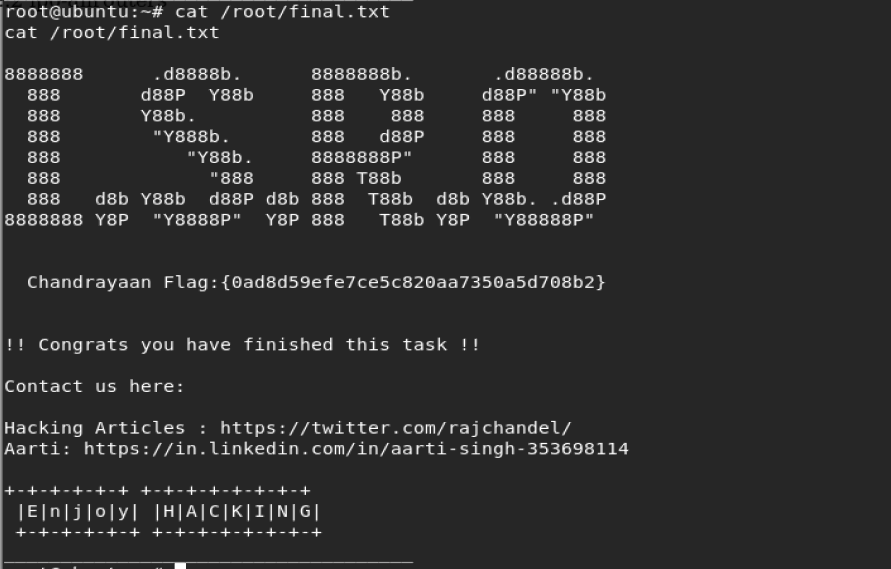 root@ubuntu:~# cat /root/final.txt
cat /root/final.txt
8888888      .d8888b.      8888888b.       .d88888b.
  888       d88P  Y88b     888   Y88b     d88P" "Y88b
  888       Y88b.          888    888     888     888
  888        "Y888b.       888   d88P     888     888
  888           "Y88b.     8888888P"      888     888
  888             "888     888 T88b       888     888
  888   d8b Y88b  d88P d8b 888  T88b  d8b Y88b. .d88P
8888888 Y8P  "Y8888P"  Y8P 888   T88b Y8P  "Y88888P"
  Chandrayaan Flag:{0ad8d59efe7ce5c820aa7350a5d708b2}
!! Congrats you have finished this task !!
Contact us here:
Hacking Articles : https://twitter.com/rajchandel/
Aarti: https://in.linkedin.com/in/aarti-singh-353698114
+-+-+-+-+-+ +-+-+-+-+-+-+-+
 |E|n|j|o|y| |H|A|C|K|I|N|G|
 +-+-+-+-+-+ +-+-+-+-+-+-+-+
____________________________________